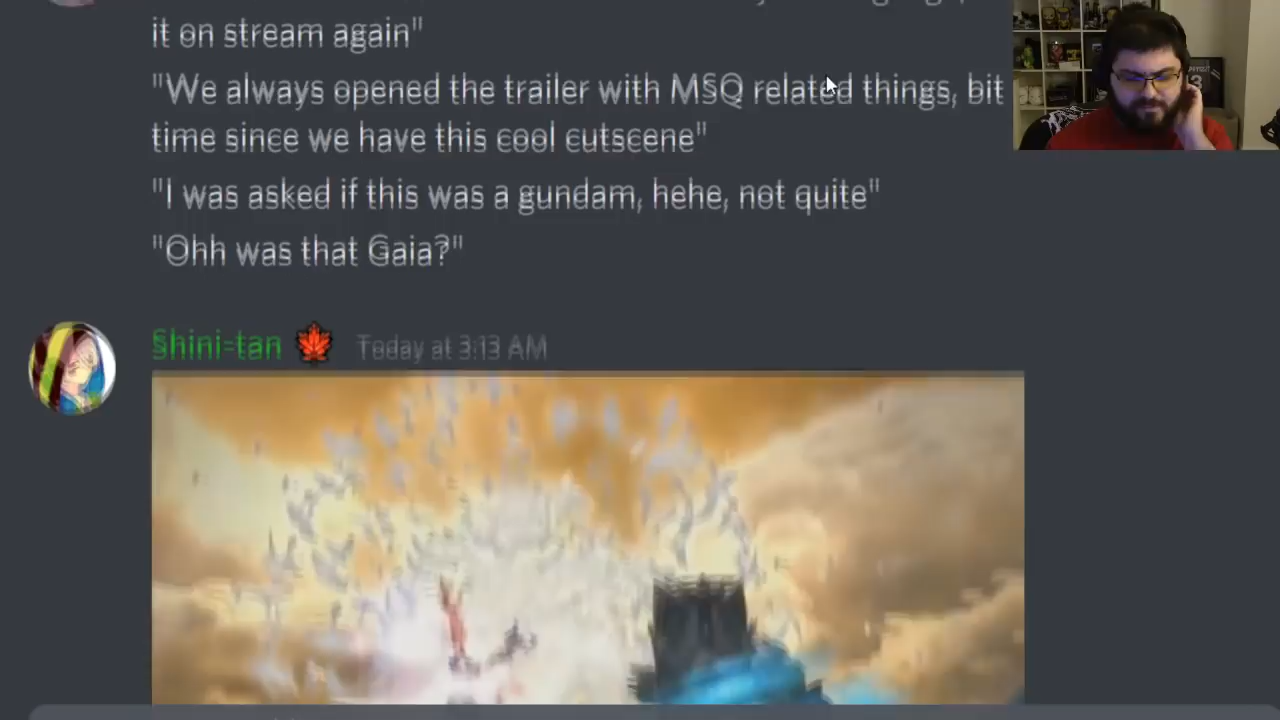 it on stream again"
"We always opened the trailer with MSQ related things, bit
time since we have this cool cutscene"
"I was asked if this was a gundam, hehe, not quite"
"Ohh was that Gaia?"
Shini-tan Today at 3:13 AM